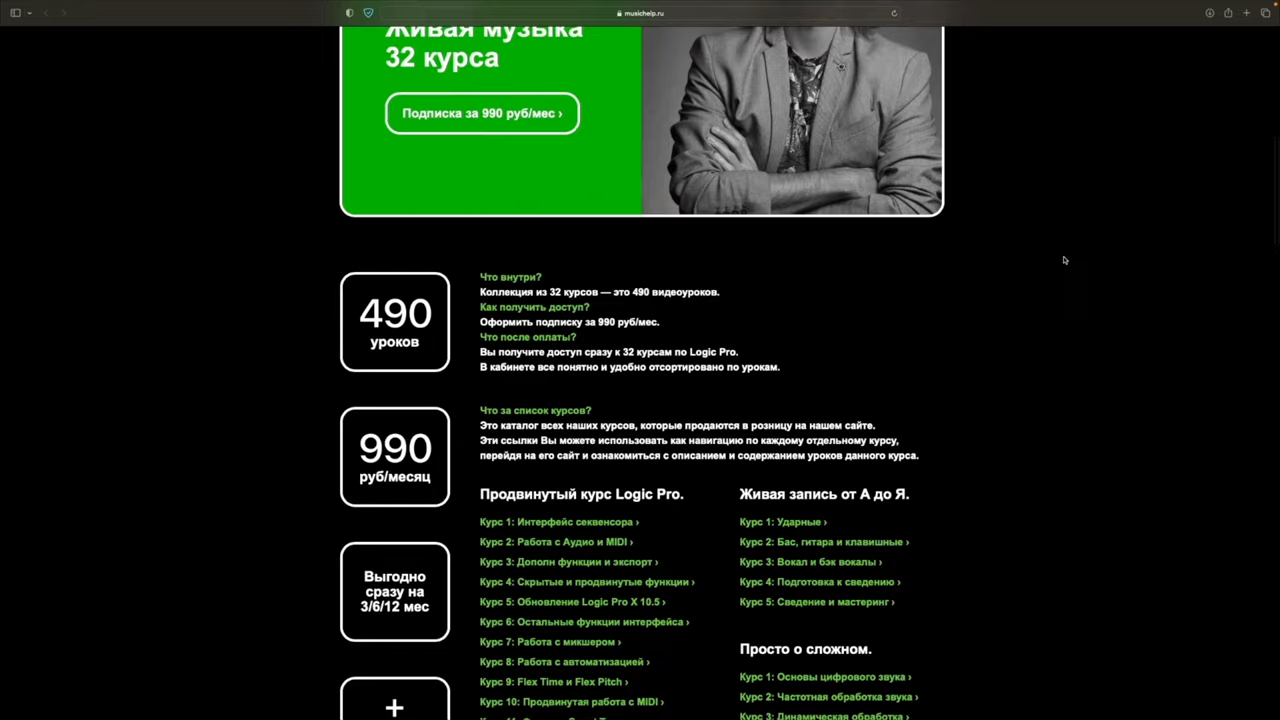 musichelp.ru
Живая музыка
32 курса
Подписка за 990 руб/мес ›
490
уроков
Что внутри?
Коллекция из 32 курсов — это 490 видеоуроков.
Как получить доступ?
Оформить подписку за 990 руб/мес.
Что после оплаты?
Вы получите доступ сразу к 32 курсам по Logic Pro.
В кабинете все понятно и удобно отсортировано по урокам.
990
руб/месяц
Что за список курсов?
Это каталог всех наших курсов, которые продаются в розницу на нашем сайте.
Эти ссылки Вы можете использовать как навигацию по каждому отдельному курсу,
перейдя на его сайт и ознакомиться с описанием и содержанием уроков данного курса.
Выгодно
сразу на
3/6/12 мес
+
Продвинутый курс Logic Pro.
Курс 1: Интерфейс секвенсора ›
Курс 2: Работа с Аудио и MIDI ›
Курс 3: Дополн функции и экспорт ›
Курс 4: Скрытые и продвинутые функции ›
Курс 5: Обновление Logic Pro X 10.5 ›
Курс 6: Остальные функции интерфейса ›
Курс 7: Работа с микшером ›
Курс 8: Работа с автоматизацией ›
Курс 9: Flex Time и Flex Pitch ›
Курс 10: Продвинутая работа с MIDI ›
Живая запись от А до Я.
Курс 1: Ударные ›
Курс 2: Бас, гитара и клавишные ›
Курс 3: Вокал и бэк вокалы ›
Курс 4: Подготовка к сведению ›
Курс 5: Сведение и мастеринг ›
Просто о сложном.
Курс 1: Основы цифрового звука ›
Курс 2: Частотная обработка звука ›
Курс 3: Динамическая обработка ›